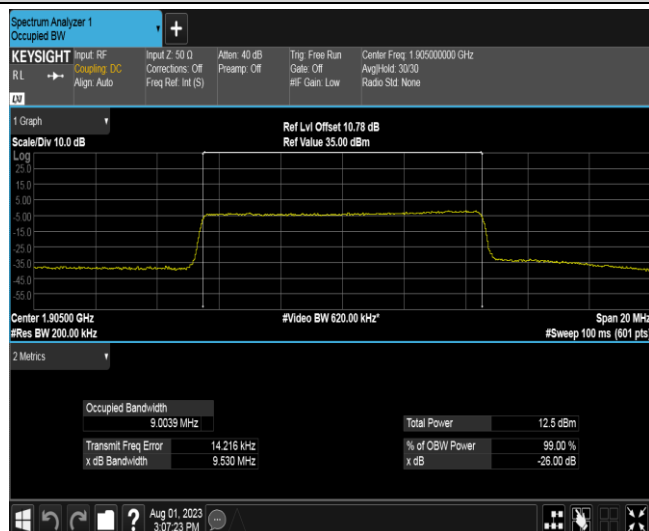 Spectrum Analyzer 1
Occupied BW
+
KEYSIGHT
RL
LXI
Input: RF
Coupling: DC
Align: Auto
Input Z: 50 Ω
Corrections: Off
Freq Ref: Int (S)
Atten: 40 dB
Preamp: Off
Trig: Free Run
Gate: Off
#IF Gain: Low
Center Freq: 1.905000000 GHz
Avg|Hold: 30/30
Radio Std: None
1 Graph
Scale/Div 10.0 dB
Ref Lvl Offset 10.78 dB
Ref Value 35.00 dBm
Log
25.0
15.0
5.00
-5.00
-15.0
-25.0
-35.0
-45.0
-55.0
Center 1.90500 GHz
#Res BW 200.00 kHz
#Video BW 620.00 kHz*
Span 20 MHz
#Sweep 100 ms (601 pts)
2 Metrics
Occupied Bandwidth
9.0039 MHz
Transmit Freq Error 14.216 kHz
x dB Bandwidth 9.530 MHz
Total Power 12.5 dBm
% of OBW Power 99.00 %
x dB -26.00 dB
?
Aug 01, 2023
3:07:23 PM